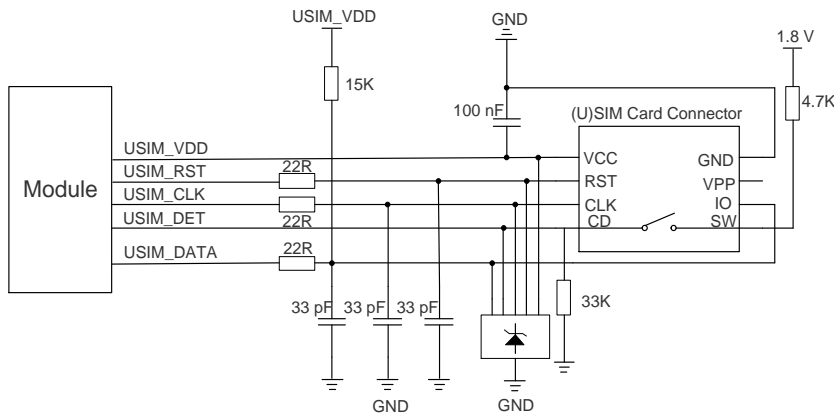 USIM_VDD
GND
1.8 V
15K
4.7K
100 nF
(U)SIM Card Connector
Module
USIM_VDD
USIM_RST
USIM_CLK
USIM_DET
USIM_DATA
22R
22R
22R
VCC
RST
CLK
CD
GND
VPP
IO
SW
33 pF
33 pF
33 pF
33K
GND
GND